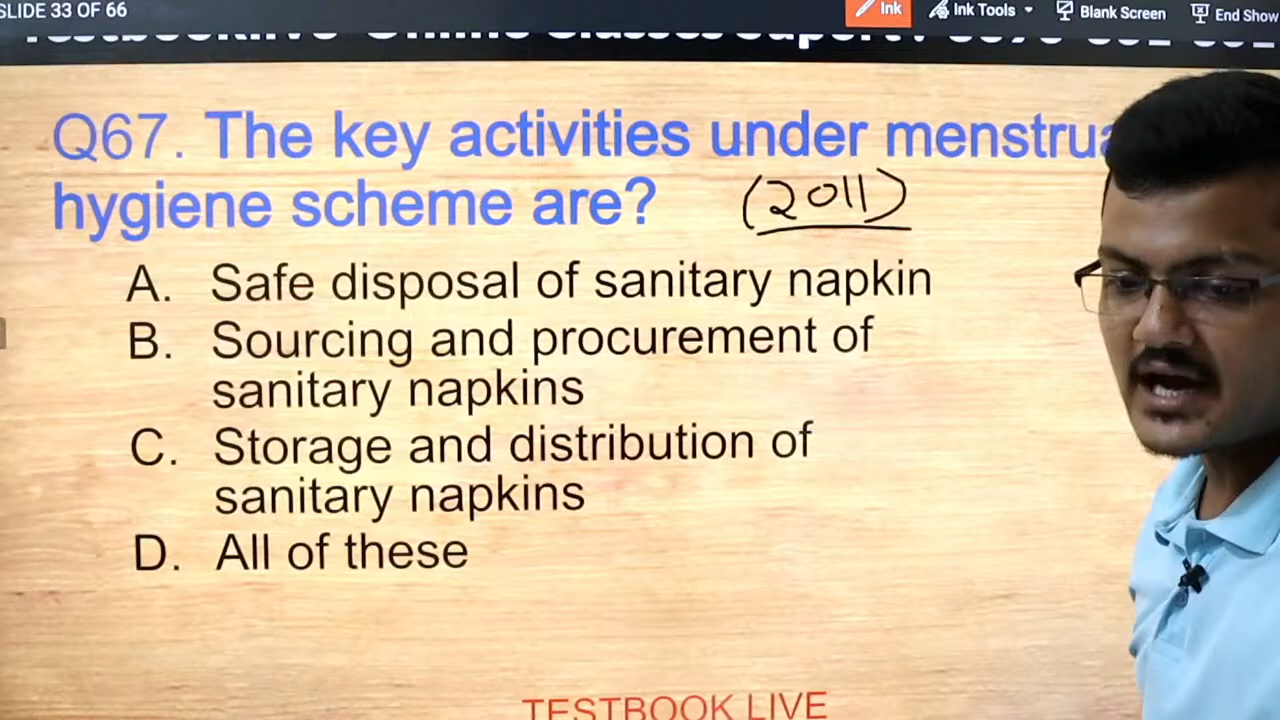 SLIDE 33 OF 66
Ink
Ink Tools
Blank Screen
End Show
Q67. The key activities under menstrua
hygiene scheme are?
(2011)
A. Safe disposal of sanitary napkin
B. Sourcing and procurement of
sanitary napkins
C. Storage and distribution of
sanitary napkins
D. All of these
TESTBOOK LIVE